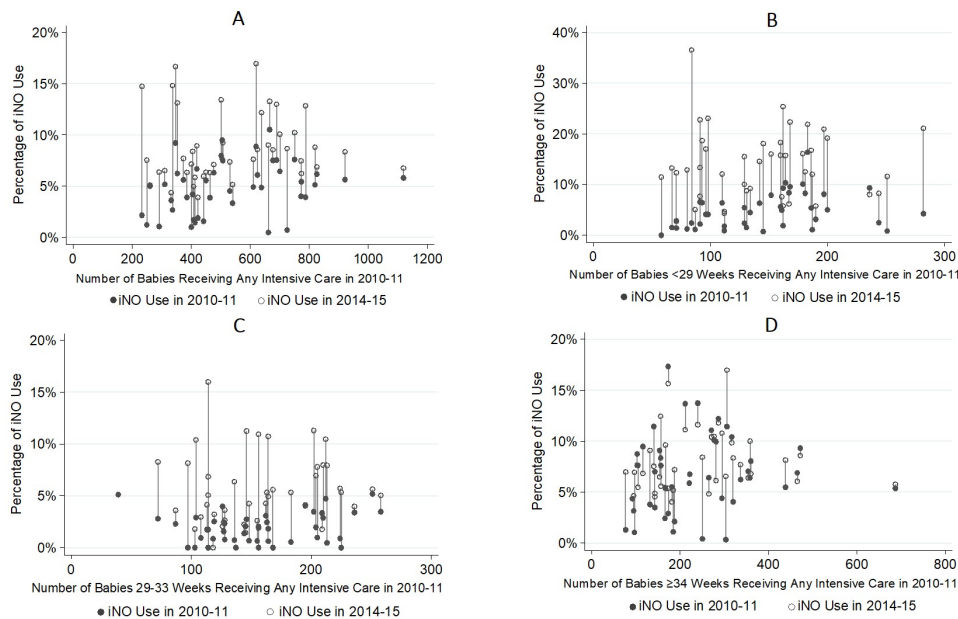 A
Percentage of iNO Use
20%
15%
10%
5%
0%
0 200 400 600 800 1000 1200
Number of Babies Receiving Any Intensive Care in 2010-11
iNO Use in 2010-11 iNO Use in 2014-15
B
Percentage of iNO Use
40%
30%
20%
10%
0%
0 100 200 300
Number of Babies <29 Weeks Receiving Any Intensive Care in 2010-11
iNO Use in 2010-11 iNO Use in 2014-15
C
Percentage of iNO Use
20%
15%
10%
5%
0%
0 100 200 300
Number of Babies 29-33 Weeks Receiving Any Intensive Care in 2010-11
iNO Use in 2010-11 iNO Use in 2014-15
D
Percentage of iNO Use
20%
15%
10%
5%
0%
0 200 400 600 800
Number of Babies ≥34 Weeks Receiving Any Intensive Care in 2010-11
iNO Use in 2010-11 iNO Use in 2014-15